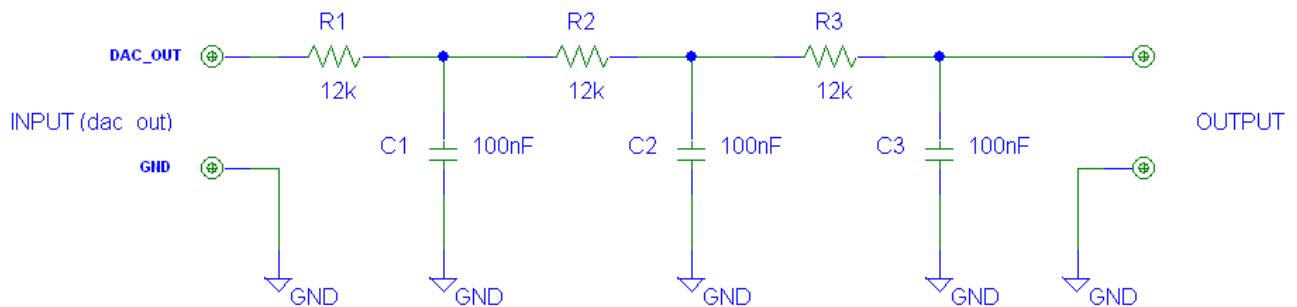 R1
R2
R3
DAC_OUT
12k
12k
12k
INPUT (dac out)
OUTPUT
C1
100nF
C2
100nF
C3
100nF
GND
GND
GND
GND
GND
GND